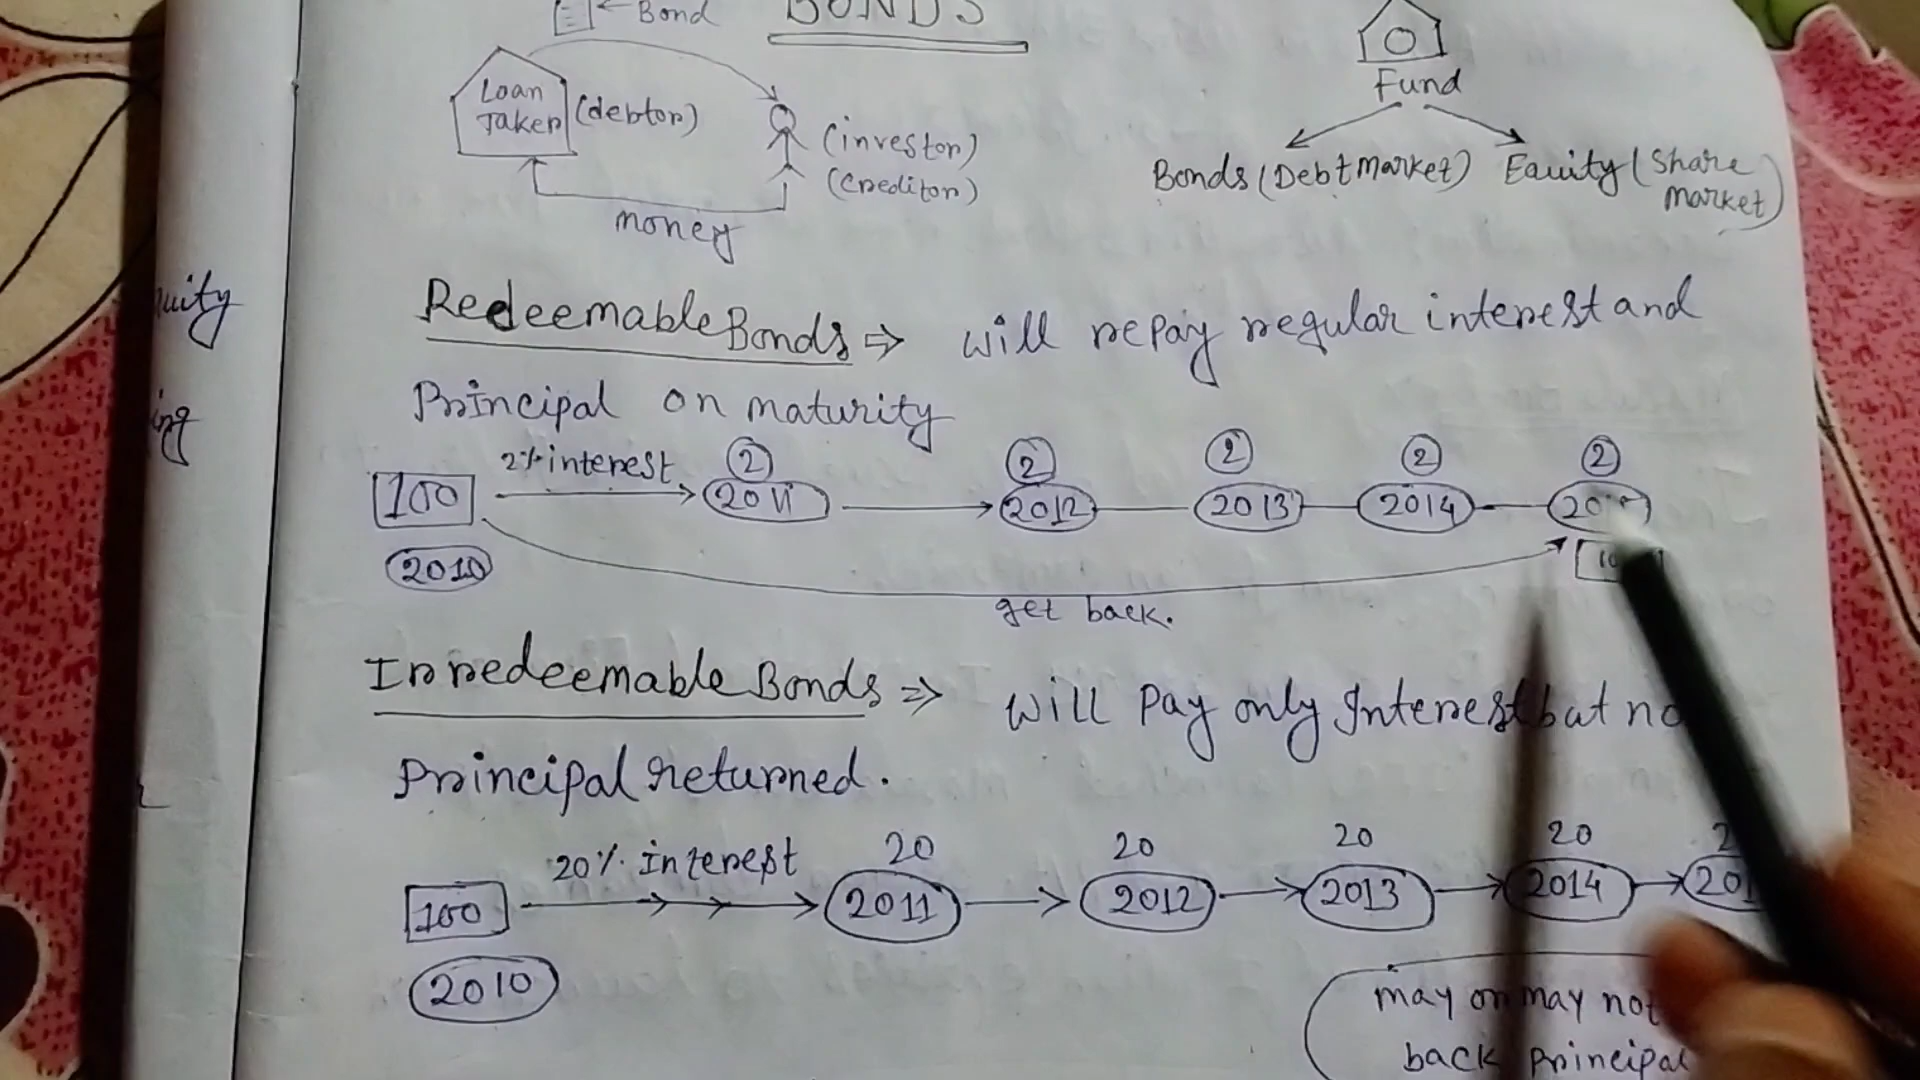 Bond
BONDS
Loan
Taker
(debtor)
(investor)
(creditor)
money
Fund
Bonds (Debt Market)
Equity (Share
Market)
uity
ing
Redeemable Bonds ⇒ will repay regular interest and
Principal on maturity
2% interest
2 2 2 2 2
100 2011 2012 2013 2014
2010
get back.
Irredeemable Bonds ⇒ will pay only Interest but no
Principal returned.
20% interest 20 20 20 20
100 2011 2012 2013 2014
2010
may or may not
back principal